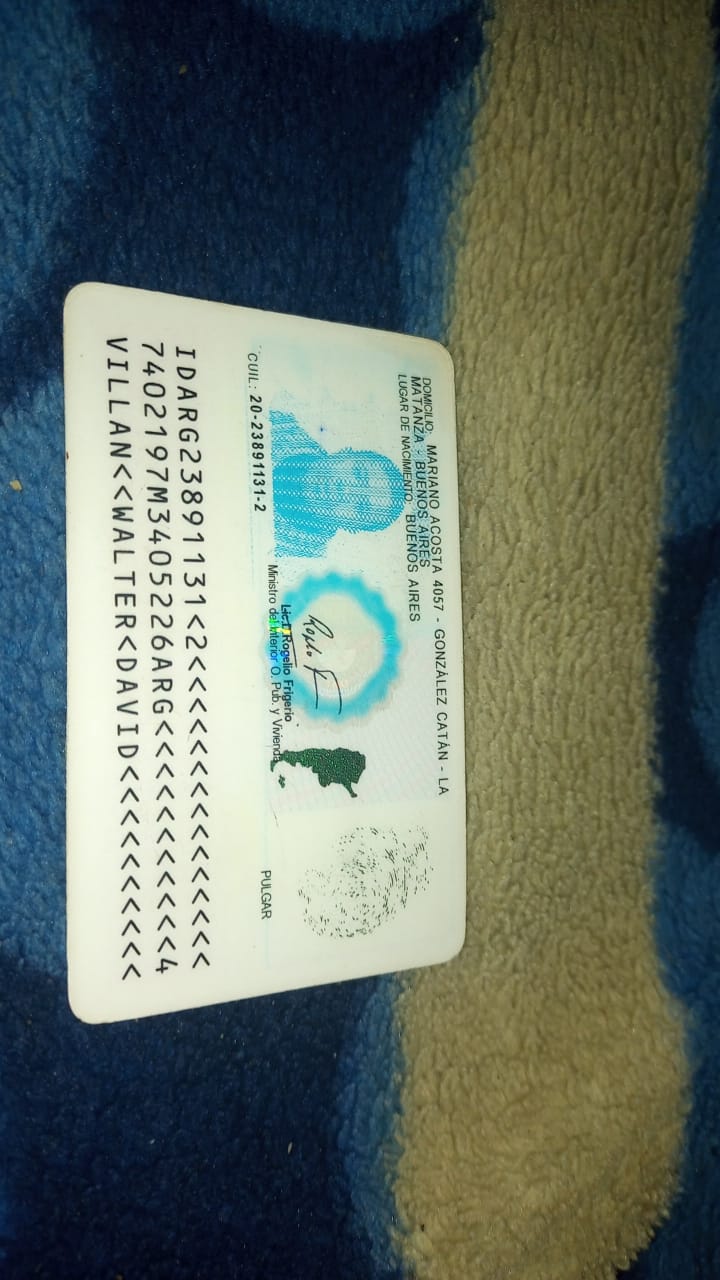 DOMICILIO: MARIANO ACOSTA 4057 - GONZÁLEZ CATÁN - LA
MATANZA - BUENOS AIRES
LUGAR DE NACIMIENTO: BUENOS AIRES
Lic. Rogelio Frigerio
Ministro del Interior O. Pub. y Vivienda
CUIL: 20-23891131-2
PULGAR
IDARG23891131<2<<<<<<<<<<<<<<<
7402197M3405226ARG<<<<<<<<<<<4
VILLAN<<WALTER<DAVID<<<<<<<<<<